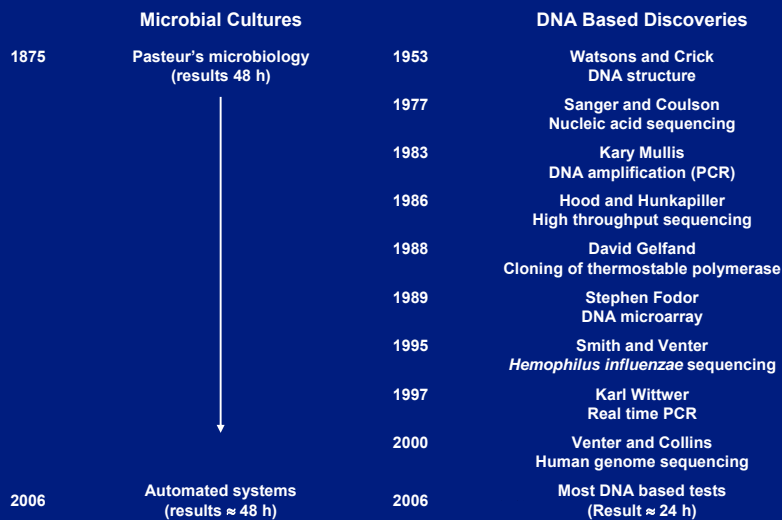 Microbial Cultures
DNA Based Discoveries
1875
Pasteur's microbiology
(results 48 h)
1953
Watsons and Crick
DNA structure
1977
Sanger and Coulson
Nucleic acid sequencing
1983
Kary Mullis
DNA amplification (PCR)
1986
Hood and Hunkapiller
High throughput sequencing
1988
David Gelfand
Cloning of thermostable polymerase
1989
Stephen Fodor
DNA microarray
1995
Smith and Venter
Hemophilus influenzae sequencing
1997
Karl Wittwer
Real time PCR
2000
Venter and Collins
Human genome sequencing
2006
Automated systems
(results ≈ 48 h)
2006
Most DNA based tests
(Result ≈ 24 h)